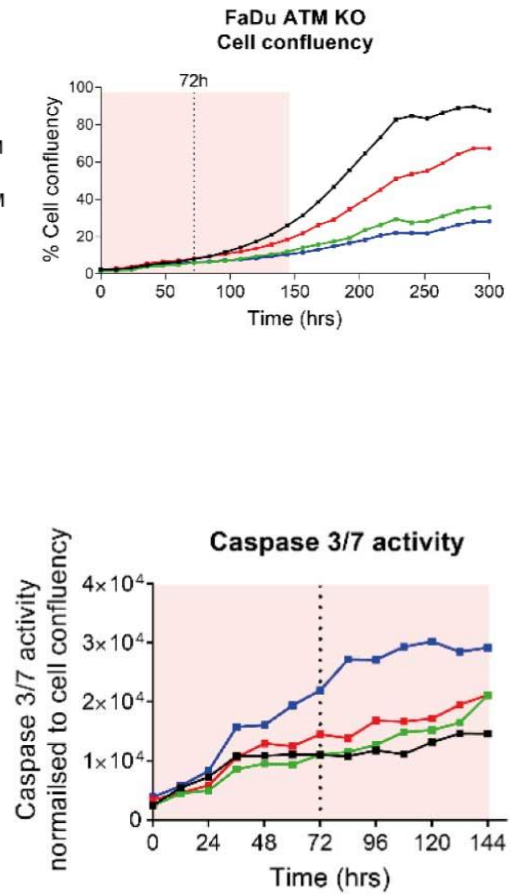 FaDu ATM KO
Cell confluency
72h
% Cell confluency
100
80
60
40
20
0
0 50 100 150 200 250 300
Time (hrs)
M
M
Caspase 3/7 activity
Caspase 3/7 activity
normailsed to cell confluency
4×10⁴
3×10⁴
2×10⁴
1×10⁴
0
0 24 48 72 96 120 144
Time (hrs)